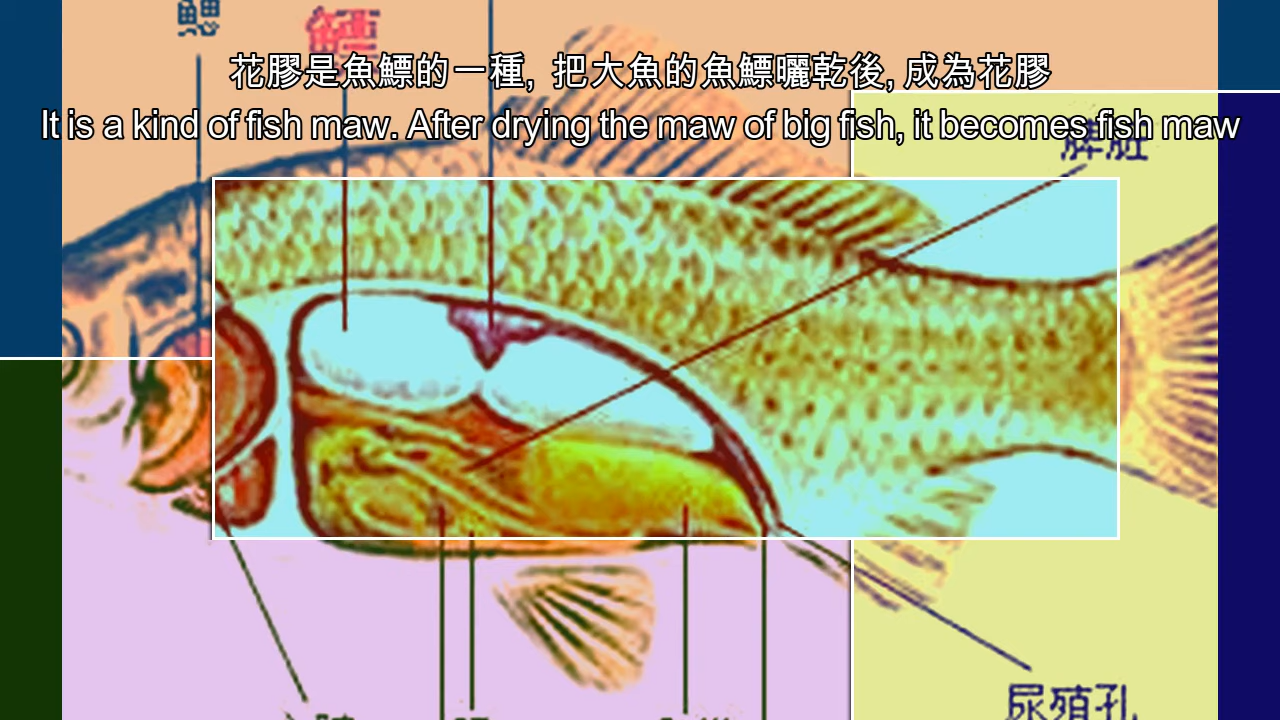 鰓
花膠是魚鰾的一種, 把大魚的魚鰾曬乾後, 成為花膠
It is a kind of fish maw. After drying the maw of big fish, it becomes fish maw
脾脏
尿殖孔